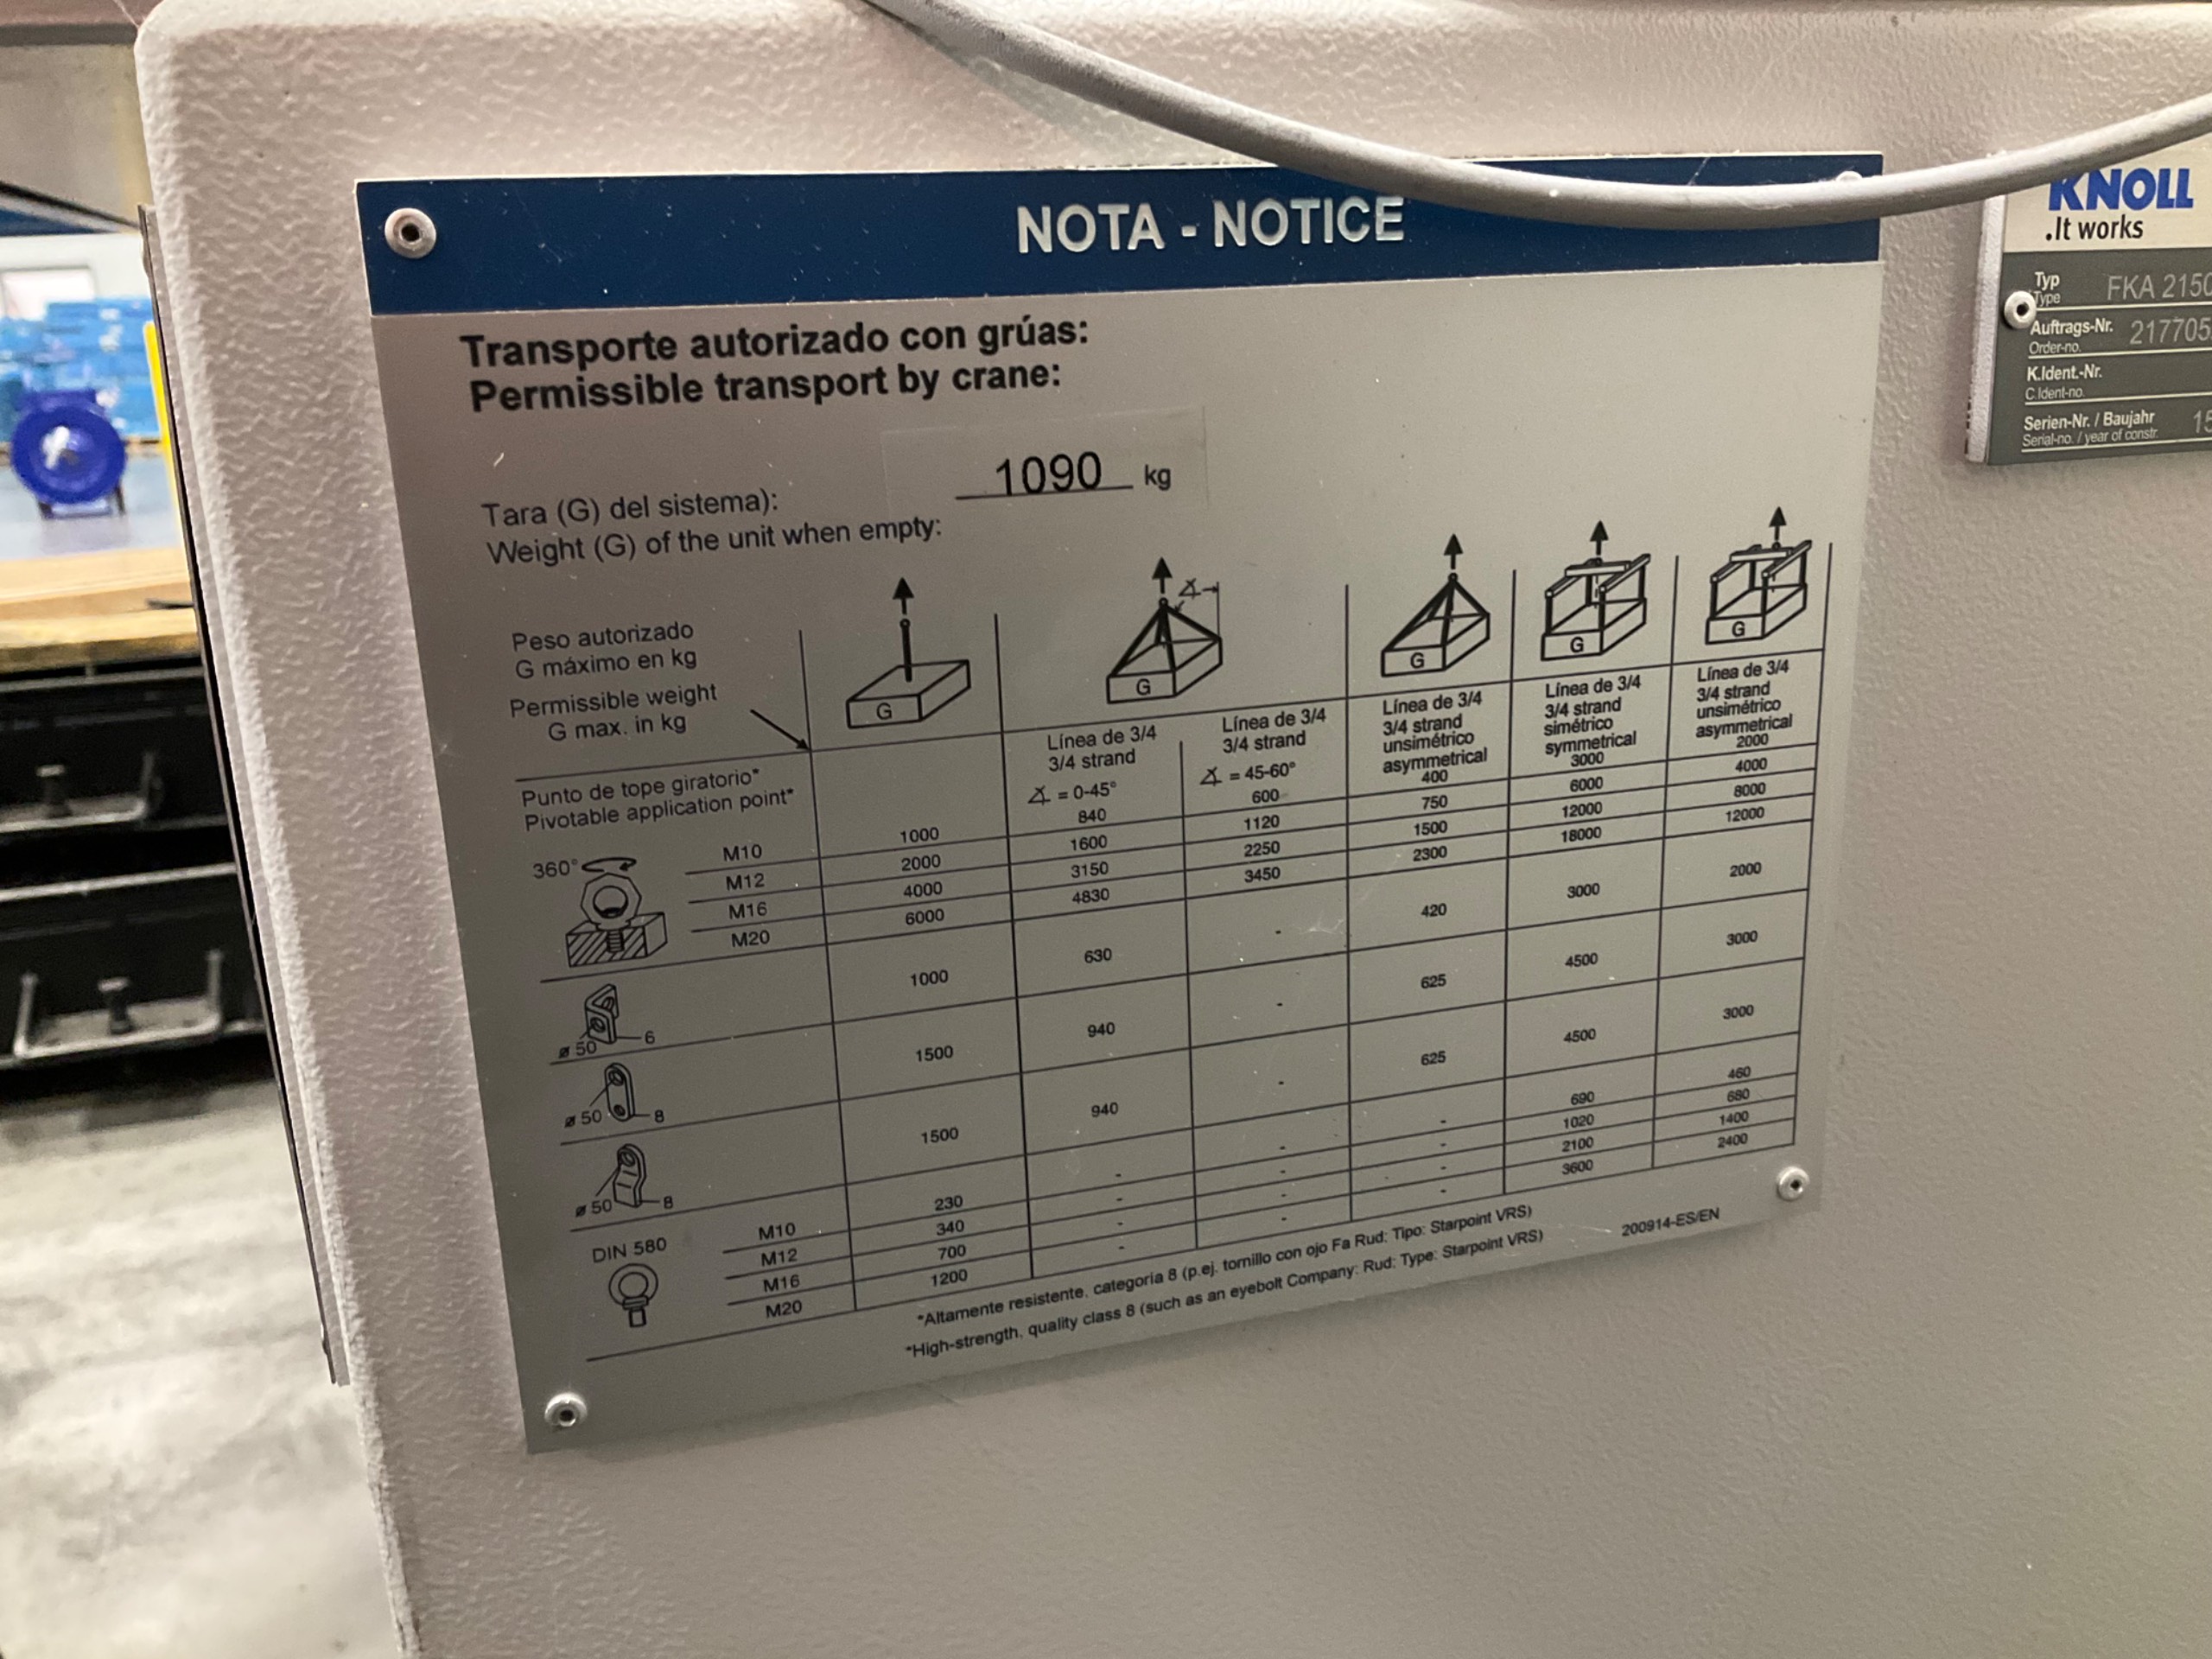 NOTA - NOTICE
Transporte autorizado con grúas:
Permissible transport by crane:
Tara (G) del sistema): 1090 kg
Weight (G) of the unit when empty:
Peso autorizado
G máximo en kg
Permissible weight
G max. in kg
G
G
G
G
G
Línea de 3/4
3/4 strand
∡ = 0-45°
Línea de 3/4
3/4 strand
∡ = 45-60°
Línea de 3/4
3/4 strand
unsimétrico
asymmetrical
Línea de 3/4
3/4 strand
simétrico
symmetrical
Línea de 3/4
3/4 strand
unsimétrico
asymmetrical
Punto de tope giratorio*
Pivotable application point*
360°
M10 1000 840 600 400 3000 2000
M12 2000 1600 1120 750 6000 4000
M16 4000 3150 2250 1500 12000 8000
M20 6000 4830 3450 2300 18000 12000
ø 50 6 1000 630 - 420 3000 2000
ø 50 8 1500 940 - 625 4500 3000
ø 50 8 1500 940 - 625 4500 3000
DIN 580
M10 230 - - - 690 460
M12 340 - - - 1020 680
M16 700 - - - 2100 1400
M20 1200 - - - 3600 2400
*Altamente resistente, categoria 8 (p.ej. tornillo con ojo Fa Rud: Tipo: Starpoint VRS)
*High-strength, quality class 8 (such as an eyebolt Company: Rud: Type: Starpoint VRS)
200914-ES/EN
KNOLL
.It works
Typ
Type
FKA 2150
Auftrags-Nr.
Order-no.
217705
K.Ident.-Nr.
C.Ident-no.
Serien-Nr. / Baujahr
Serial-no. / year of constr.
15